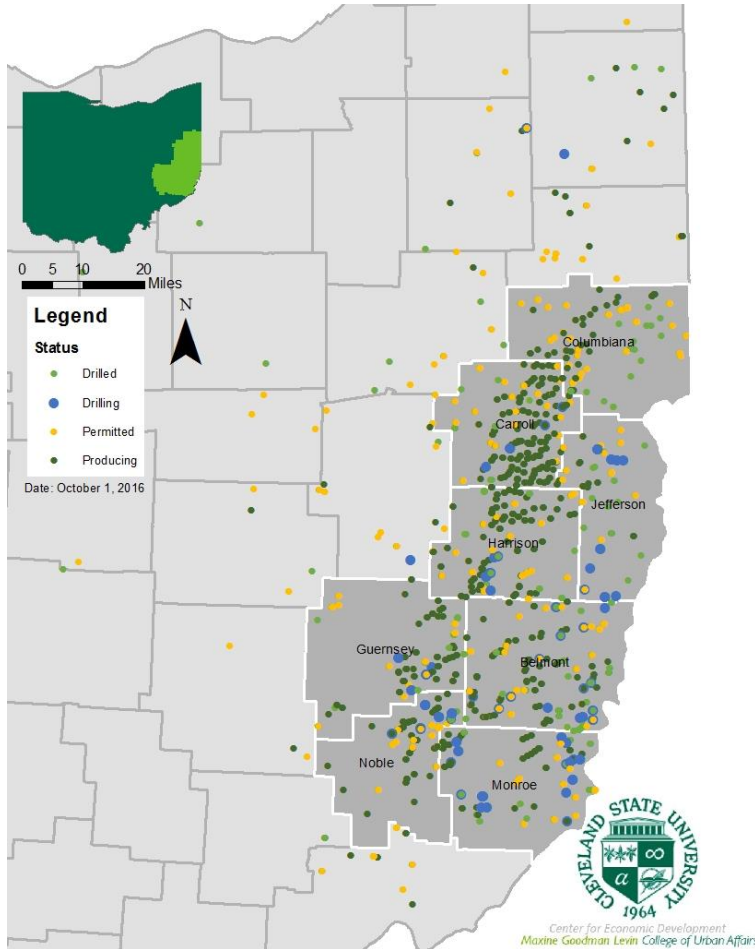 0 5 10 20
Miles
N
Legend
Status
Drilled
Drilling
Permitted
Producing
Date: October 1, 2016
Columbiana
Carroll
Jefferson
Harrison
Guernsey
Belmont
Noble
Monroe
CLEVELAND STATE UNIVERSITY
1964
Center for Economic Development
Maxine Goodman Levin College of Urban Affairs